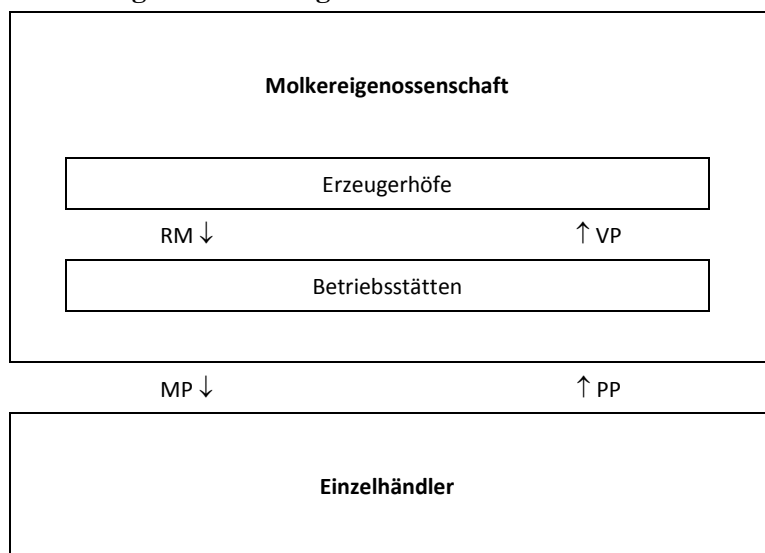 Molkereigenossenschaft
Erzeugerhöfe
RM ↓ ↑ VP
Betriebsstätten
MP ↓ ↑ PP
Einzelhändler